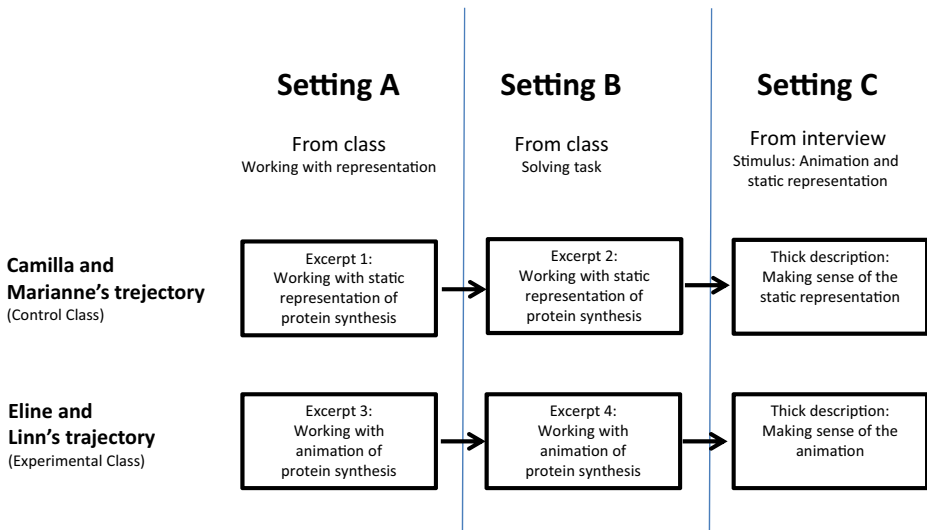 Setting A
Setting B
Setting C
From class
Working with representation
From class
Solving task
From interview
Stimulus: Animation and
static representation
Camilla and
Marianne's trajectory
(Control Class)
Excerpt 1:
Working with static
representation of
protein synthesis
Excerpt 2:
Working with static
representation of
protein synthesis
Thick description:
Making sense of the
static representation
Eline and
Linn's trajectory
(Experimental Class)
Excerpt 3:
Working with
animation of
protein synthesis
Excerpt 4:
Working with
animation of
protein synthesis
Thick description:
Making sense of the
animation